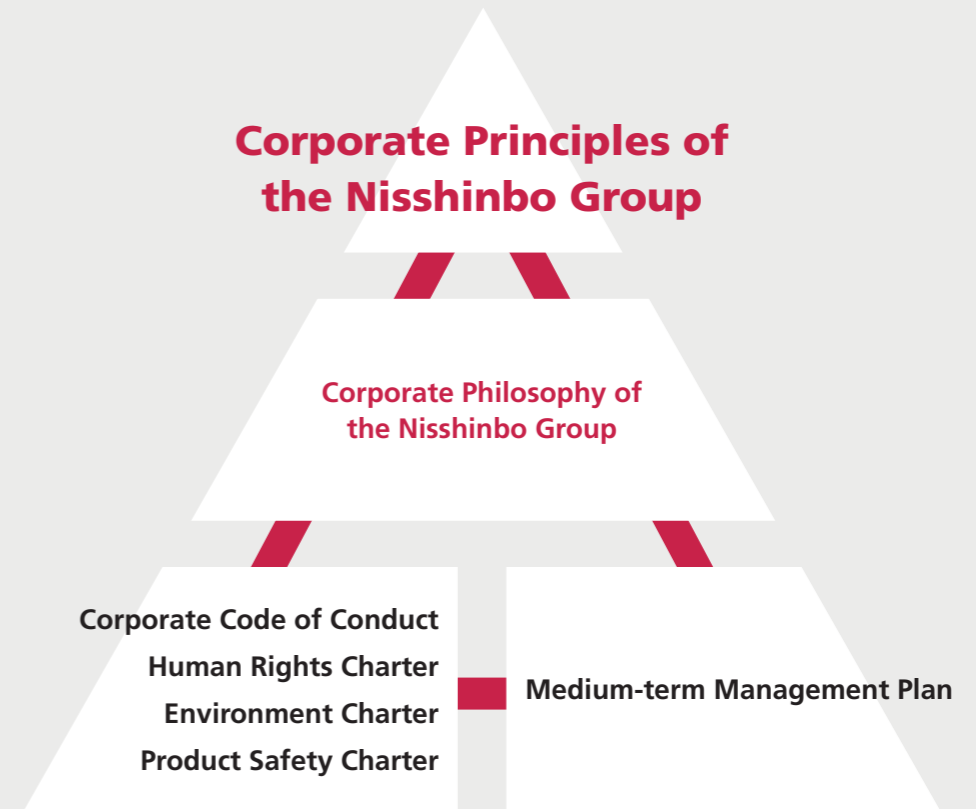 Corporate Principles of
the Nisshinbo Group
Corporate Philosophy of
the Nisshinbo Group
Corporate Code of Conduct
Human Rights Charter
Environment Charter
Product Safety Charter
Medium-term Management Plan